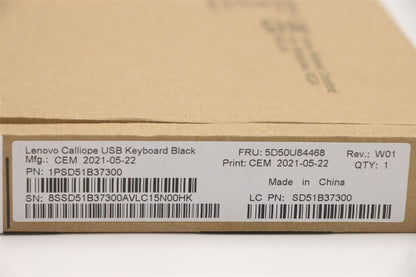 Lenovo Calliope USB Keyboard Black
Mfg.: CEM 2021-05-22
PN: 1PSD51B37300
SN: 8SSD51B37300AVLC15N00HK
FRU: 5D50U84468
Rev.: W01
Print: CEM 2021-05-22
QTY: 1
Made in China
LC PN: SD51B37300